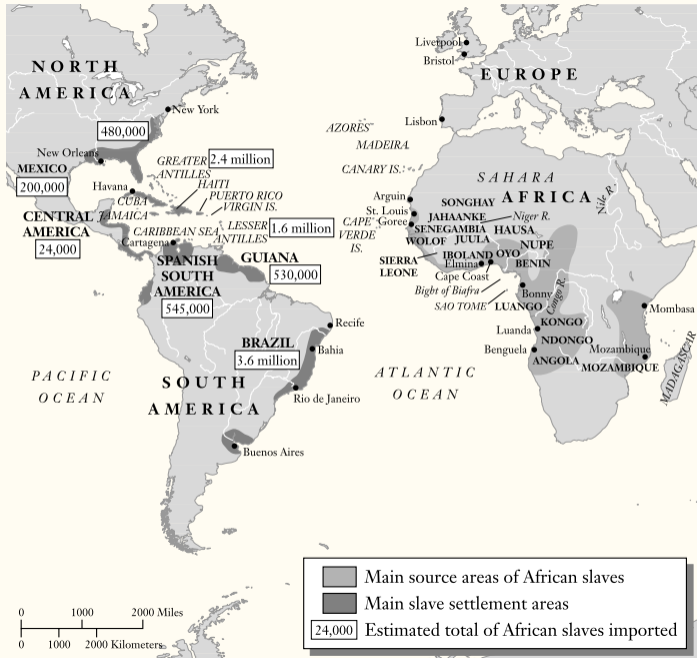 NORTH
AMERICA
New York
480,000
New Orleans
MEXICO
200,000
GREATER
ANTILLES
2.4 million
Havana
CUBA
HAITI
JAMAICA
PUERTO RICO
VIRGIN IS.
CENTRAL
AMERICA
24,000
CARIBBEAN SEA
Cartagena
LESSER
ANTILLES
1.6 million
SPANISH
SOUTH
AMERICA
545,000
GUIANA
530,000
Recife
BRAZIL
3.6 million
Bahia
SOUTH
AMERICA
Rio de Janeiro
Buenos Aires
PACIFIC
OCEAN
ATLANTIC
OCEAN
Liverpool
Bristol
EUROPE
Lisbon
AZORES
MADEIRA
CANARY IS.
SAHARA
AFRICA
Nile R.
Arguin
St. Louis
Goree
CAPE
VERDE
IS.
SONGHAY
JAHAANKE
Niger R.
SENEGAMBIA
HAUSA
WOLOF
JUULA
NUPE
SIERRA
LEONE
IBOLAND
OYO
BENIN
Elmina
Cape Coast
Bight of Biafra
Bonny
SAO TOME
LUANGO
Congo R.
Mombasa
Luanda
KONGO
NDONGO
Benguela
ANGOLA
Mozambique
MOZAMBIQUE
MADAGASCAR
Main source areas of African slaves
Main slave settlement areas
24,000 Estimated total of African slaves imported
0 1000 2000 Miles
0 1000 2000 Kilometers